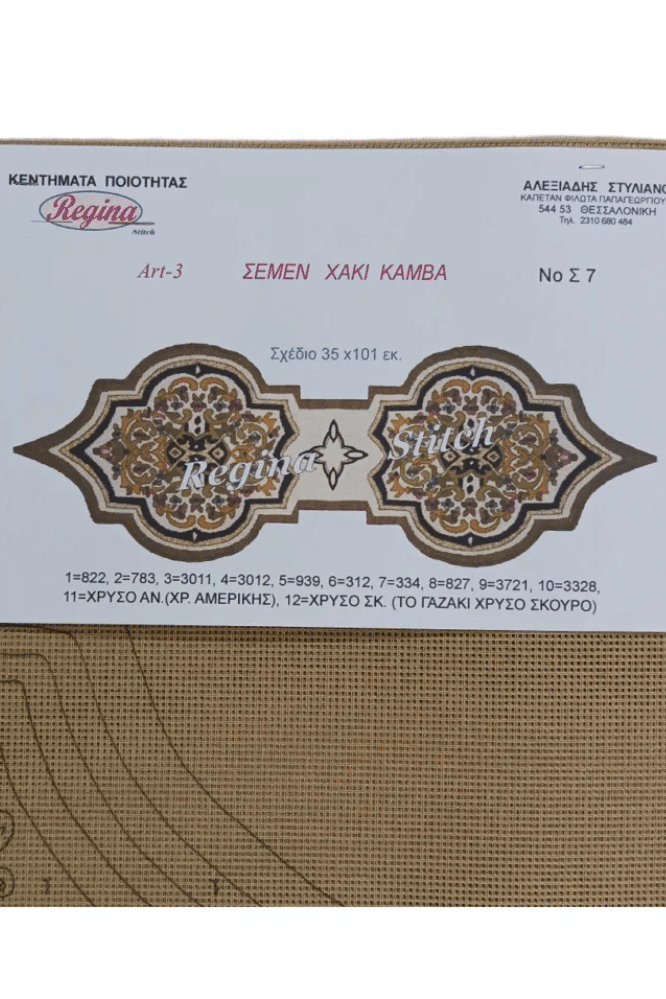 ΚΕΝΤΗΜΑΤΑ ΠΟΙΟΤΗΤΑΣ
Regina
Stitch
ΑΛΕΞΙΑΔΗΣ ΣΤΥΛΙΑΝΟ
ΚΑΠΕΤΑΝ ΦΙΛΩΤΑ ΠΑΠΑΓΕΩΡΓΙΟΥ
544 53 ΘΕΣΣΑΛΟΝΙΚΗ
Τηλ. 2310 680 484
Art-3 ΣΕΜΕΝ ΧΑΚΙ ΚΑΜΒΑ Νο Σ 7
Σχέδιο 35 x101 εκ.
Regina Stitch
1=822, 2=783, 3=3011, 4=3012, 5=939, 6=312, 7=334, 8=827, 9=3721, 10=3328,
11=ΧΡΥΣΟ ΑΝ.(ΧΡ. ΑΜΕΡΙΚΗΣ), 12=ΧΡΥΣΟ ΣΚ. (ΤΟ ΓΑΖΑΚΙ ΧΡΥΣΟ ΣΚΟΥΡΟ)